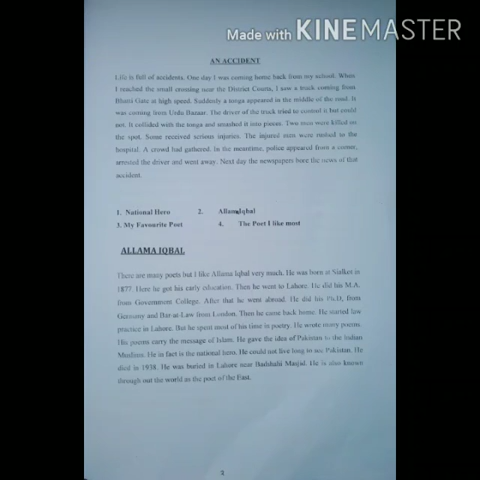 Made with KINEMASTER
AN ACCIDENT
Life is full of accidents. One day I was coming home back from my school. When
I reached the small crossing near the District Courts, I saw a truck coming from
Bhatti Gate at high speed. Suddenly a tonga appeared in the middle of the road. It
was coming from Urdu Bazaar. The driver of the truck tried to control it but could
not. It collided with the tonga and smashed it into pieces. Two men were killed on
the spot. Some received serious injuries. The injured men were moved to the
hospital. A crowd had gathered. In the meantime, police appeared from a corner,
arrested the driver and went away. Next day the newspapers bore the news of that
accident.
1. National Hero 2. Allama Iqbal
3. My Favourite Poet 4. The Poet I like most
ALLAMA IQBAL
There are many poets but I like Allama Iqbal very much. He was born at Sialkot in
1877. Here he got his early education. Then he went to Lahore. He did his M.A.
from Government College. After that he went abroad. He did his Ph.D, from
Germany and Bar-at-Law from London. Then he came back home. He started law
practice in Lahore. But he spent most of his time in poetry. He wrote many poems.
His poems carry the message of Islam. He gave the idea of Pakistan to the Indian
Muslims. He in fact is the national hero. He could not live long to see Pakistan. He
died in 1938. He was buried in Lahore near Badshahi Masjid. He is also known
through out the world as the poet of the East.